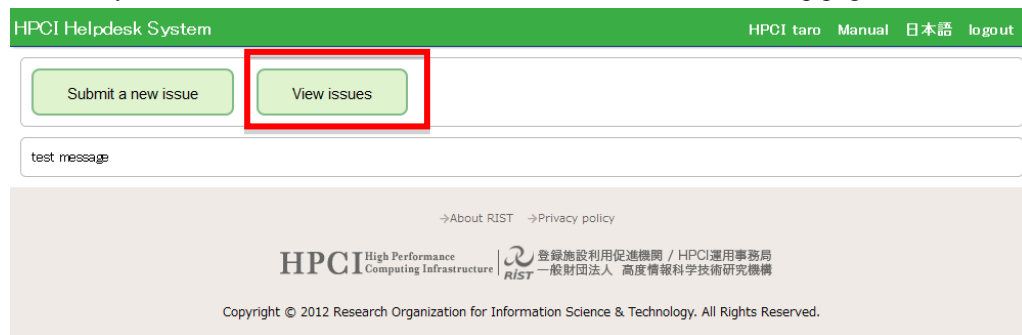 HPCI Helpdesk System HPCI taro Manual 日本語 logout
Submit a new issue View issues
test message
→About RIST →Privacy policy
HPCI High Performance Computing Infrastructure RIST 登録施設利用促進機関 / HPCI運用事務局
一般財団法人 高度情報科学技術研究機構
Copyright © 2012 Research Organization for Information Science & Technology. All Rights Reserved.